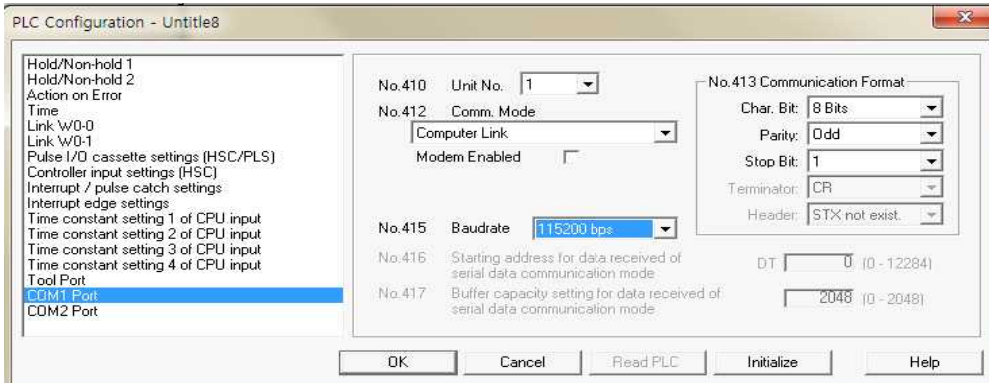 PLC Configuration - Untitle8
Hold/Non-hold 1
Hold/Non-hold 2
Action on Error
Time
Link W0-0
Link W0-1
Pulse I/O cassette settings (HSC/PLS)
Controller input settings (HSC)
Interrupt / pulse catch settings
Interrupt edge settings
Time constant setting 1 of CPU input
Time constant setting 2 of CPU input
Time constant setting 3 of CPU input
Time constant setting 4 of CPU input
Tool Port
COM1 Port
COM2 Port
No.410 Unit No. 1
No.412 Comm. Mode
Computer Link
Modem Enabled
No.413 Communication Format
Char. Bit: 8 Bits
Parity: Odd
Stop Bit: 1
Terminator: CR
Header: STX not exist.
No.415 Baudrate 115200 bps
No.416 Starting address for data received of
serial data communication mode
DT 0 (0 - 12284)
No.417 Buffer capacity setting for data received of
serial data communication mode
2048 (0 - 2048)
OK Cancel Read PLC Initialize Help